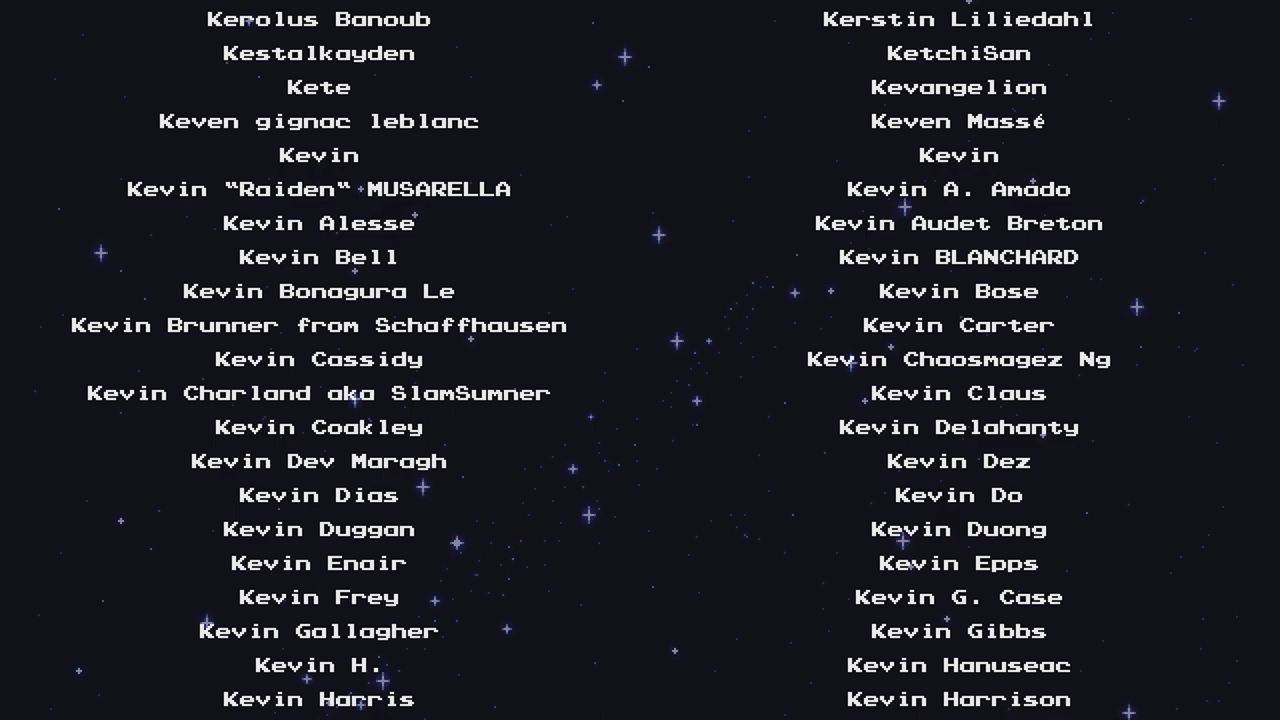 Kerolus Banoub
Kerstin Liliedahl
Kestalkayden
KetchiSan
Kete
Kevangelion
Keven gignac leblanc
Keven Massé
Kevin
Kevin
Kevin "Raiden" MUSARELLA
Kevin A. Amado
Kevin Alesse
Kevin Audet Breton
Kevin Bell
Kevin BLANCHARD
Kevin Bonagura Le
Kevin Bose
Kevin Brunner from Schaffhausen
Kevin Carter
Kevin Cassidy
Kevin Chaosmagez Ng
Kevin Charland aka SlamSumner
Kevin Claus
Kevin Coakley
Kevin Delahanty
Kevin Dev Maragh
Kevin Dez
Kevin Dias
Kevin Do
Kevin Duggan
Kevin Duong
Kevin Enair
Kevin Epps
Kevin Frey
Kevin G. Case
Kevin Gallagher
Kevin Gibbs
Kevin H.
Kevin Hanuseac
Kevin Harris
Kevin Harrison